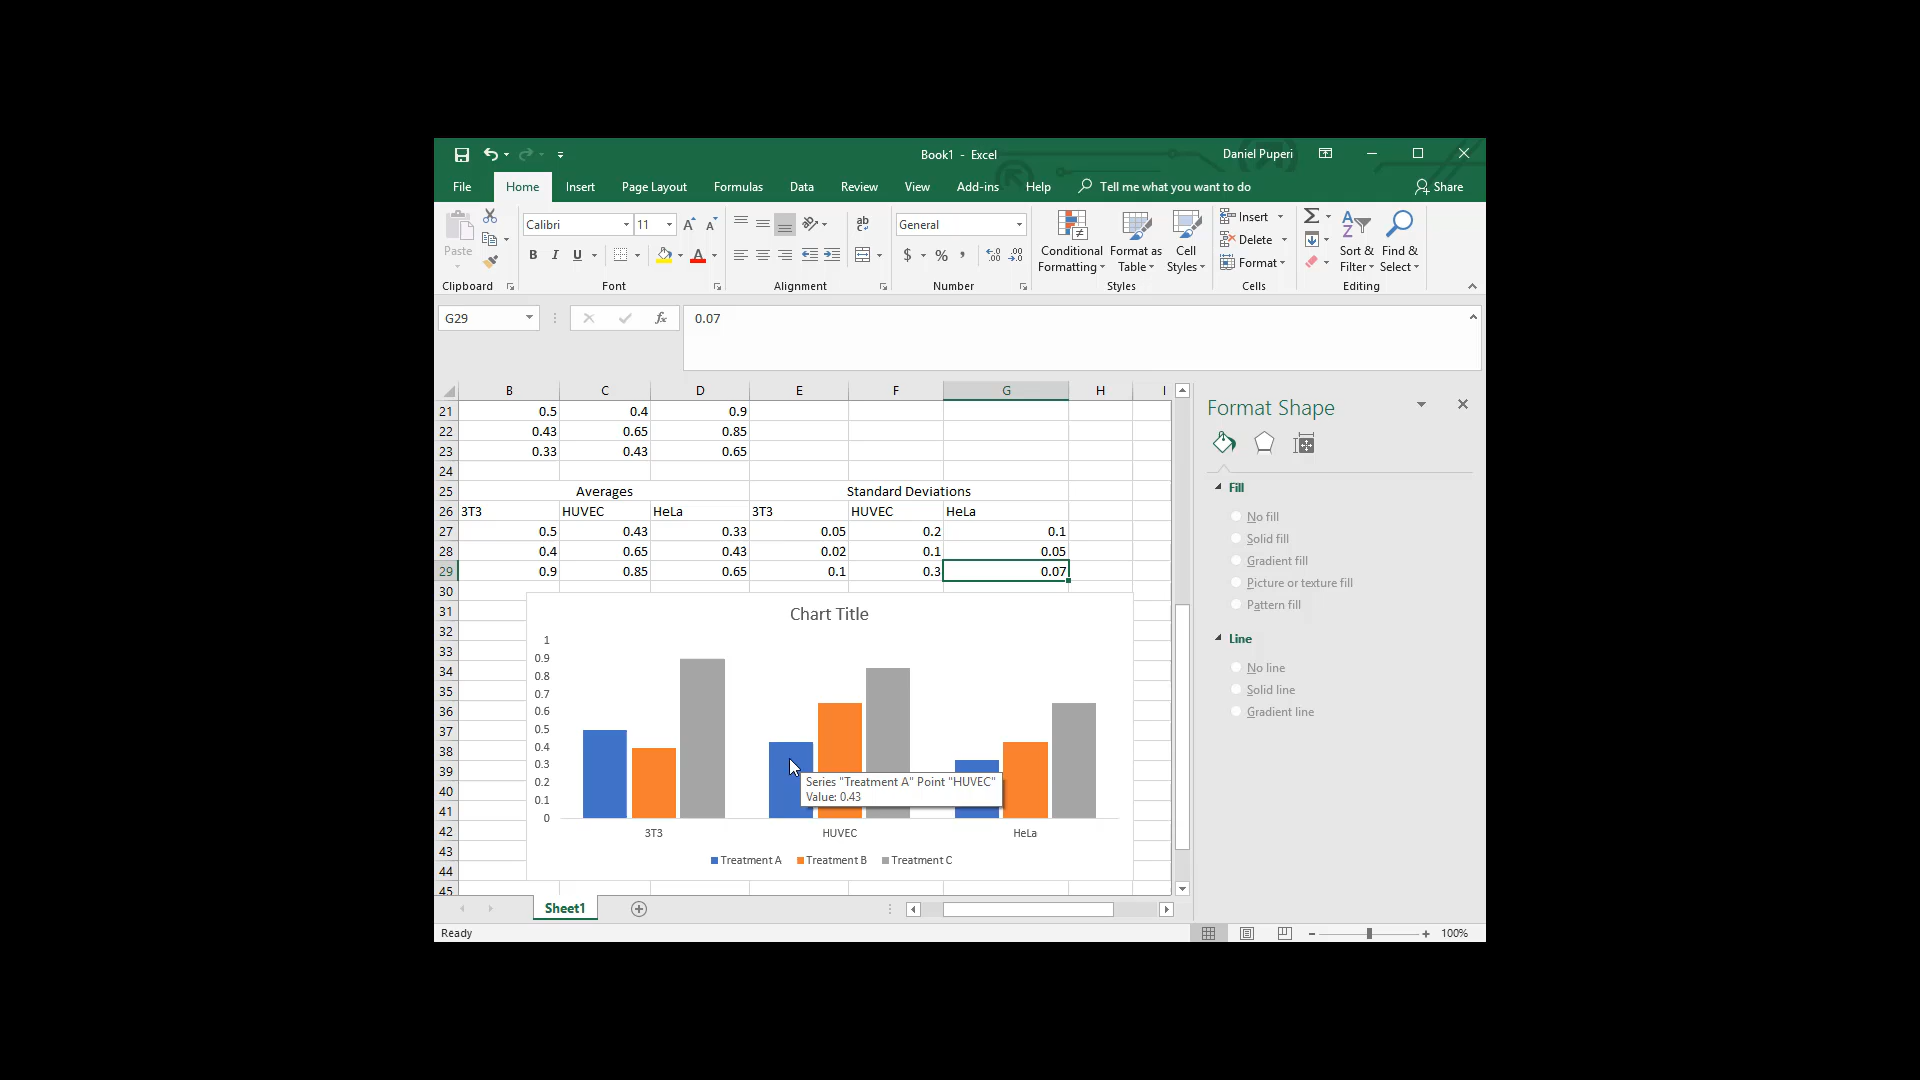 Book1 - Excel
Daniel Puperi
File Home Insert Page Layout Formulas Data Review View Add-ins Help Tell me what you want to do Share
Paste
Calibri 11
B I U
General
$ % ,
Conditional Formatting
Format as Table
Cell Styles
Insert
Delete
Format
Sort & Filter
Find & Select
Clipboard Font Alignment Number Styles Cells Editing
G29 fx 0.07
B C D E F G H I
21 0.5 0.4 0.9
22 0.43 0.65 0.85
23 0.33 0.43 0.65
24
25 Averages Standard Deviations
26 3T3 HUVEC HeLa 3T3 HUVEC HeLa
27 0.5 0.43 0.33 0.05 0.2 0.1
28 0.4 0.65 0.43 0.02 0.1 0.05
29 0.9 0.85 0.65 0.1 0.3 0.07
30
31
32
33
34
35
36
37
38
39
40
41
42
43
44
45
Chart Title
1
0.9
0.8
0.7
0.6
0.5
0.4
0.3
0.2
0.1
0
3T3 HUVEC HeLa
Treatment A Treatment B Treatment C
Series "Treatment A" Point "HUVEC"
Value: 0.43
Format Shape
Fill
No fill
Solid fill
Gradient fill
Picture or texture fill
Pattern fill
Line
No line
Solid line
Gradient line
Sheet1
Ready
100%